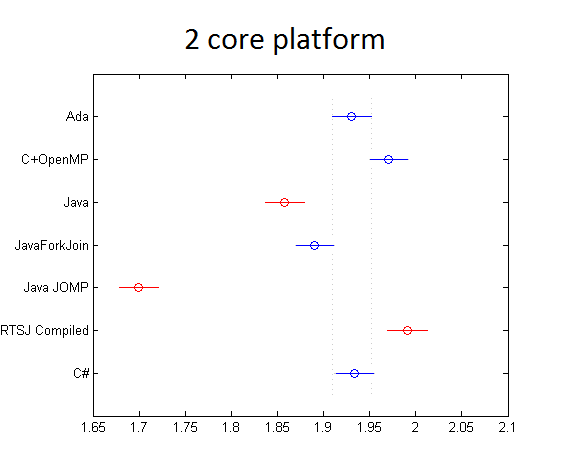 2 core platform
Ada
C+OpenMP
Java
JavaForkJoin
Java JOMP
RTSJ Compiled
C#
1.65 1.7 1.75 1.8 1.85 1.9 1.95 2 2.05 2.1